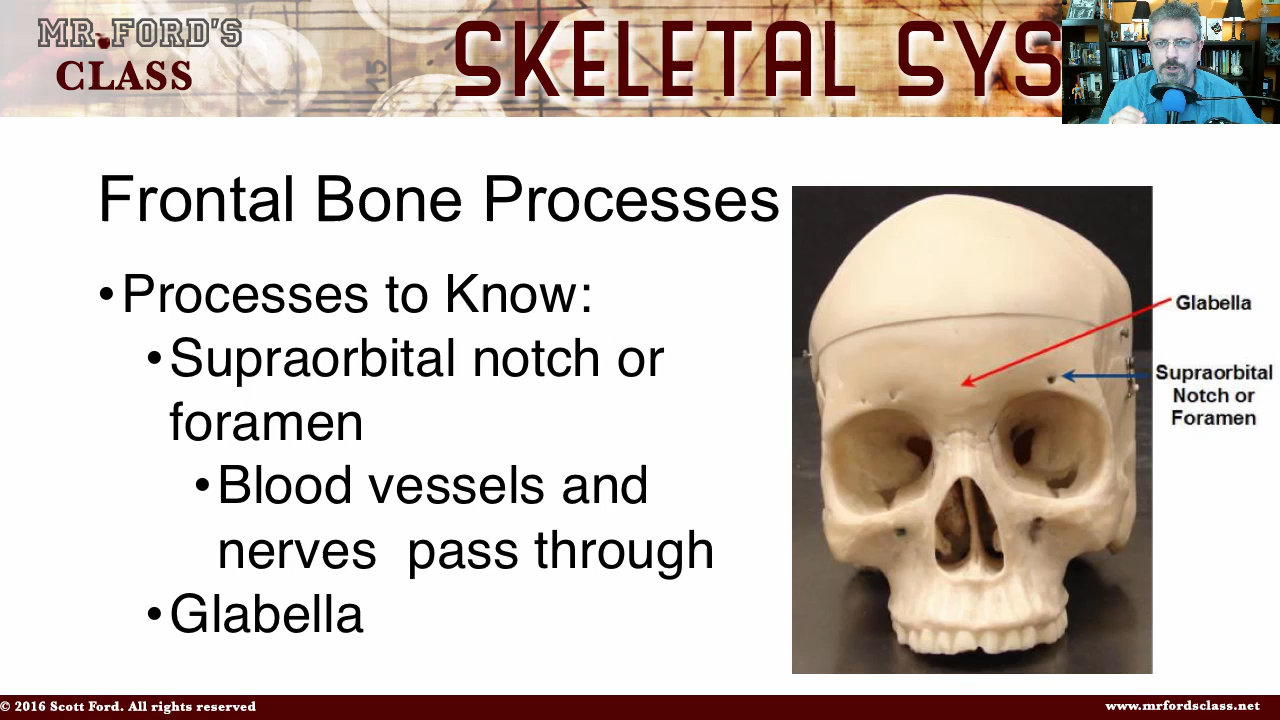 MR. FORD'S
CLASS
SKELETAL SYS
Frontal Bone Processes
•Processes to Know:
•Supraorbital notch or
foramen
•Blood vessels and
nerves pass through
•Glabella
Glabella
Supraorbital
Notch or
Foramen
© 2016 Scott Ford. All rights reserved
www.mrfordsclass.net